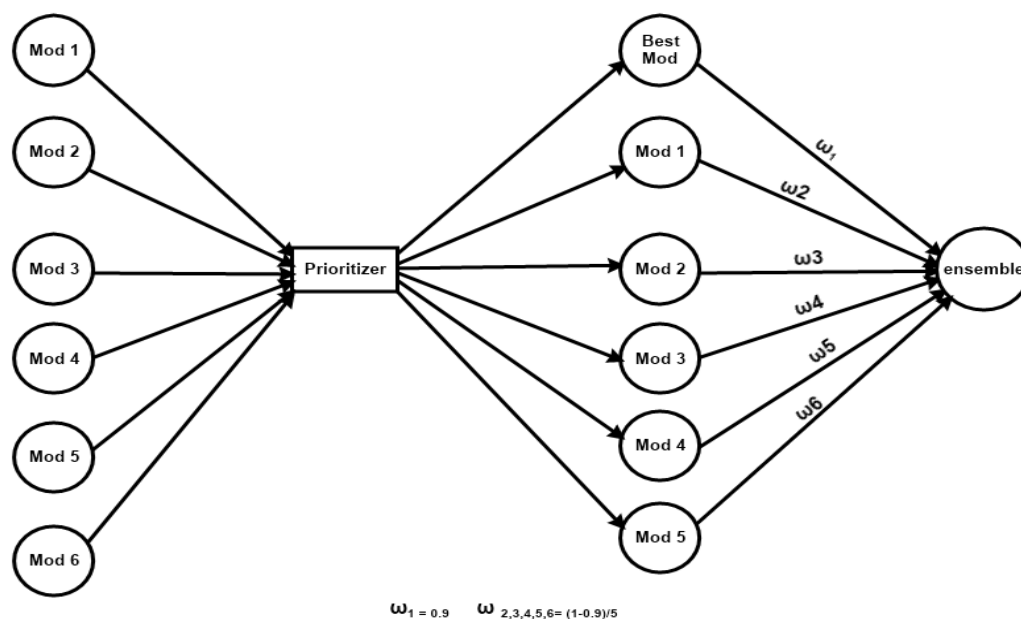 Mod 1
Mod 2
Mod 3
Mod 4
Mod 5
Mod 6
Prioritizer
Best
Mod
Mod 1
Mod 2
Mod 3
Mod 4
Mod 5
ω1
ω2
ω3
ω4
ω5
ω6
ensemble
ω1 = 0.9 ω 2,3,4,5,6= (1-0.9)/5